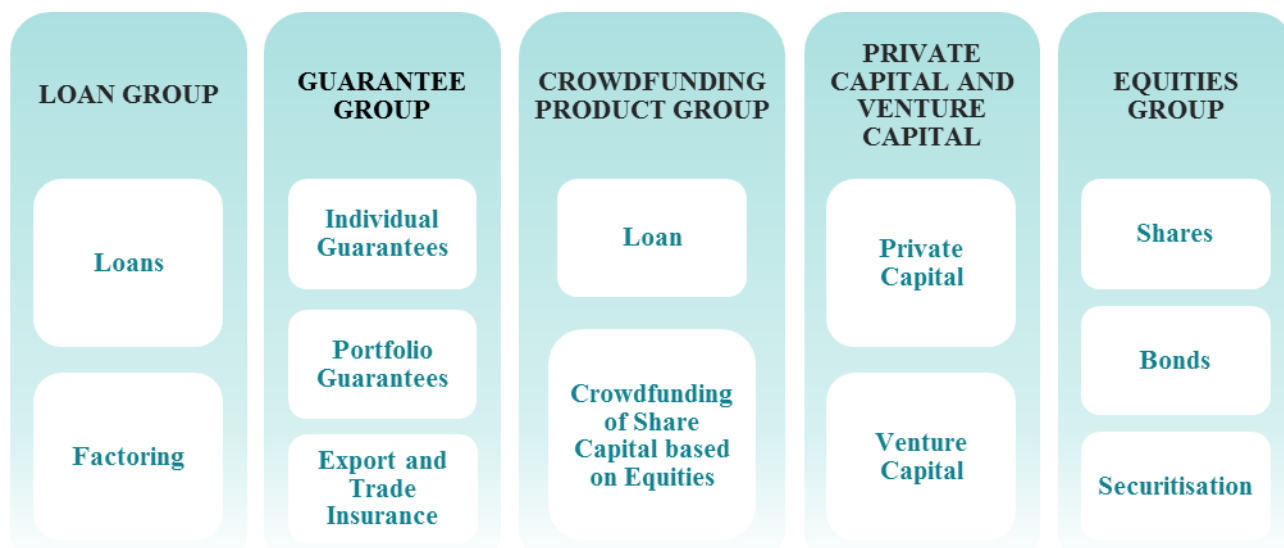 LOAN GROUP
Loans
Factoring
GUARANTEE
GROUP
Individual
Guarantees
Portfolio
Guarantees
Export and
Trade
Insurance
CROWDFUNDING
PRODUCT GROUP
Loan
Crowdfunding
of Share
Capital based
on Equities
PRIVATE
CAPITAL AND
VENTURE
CAPITAL
Private
Capital
Venture
Capital
EQUITIES
GROUP
Shares
Bonds
Securitisation